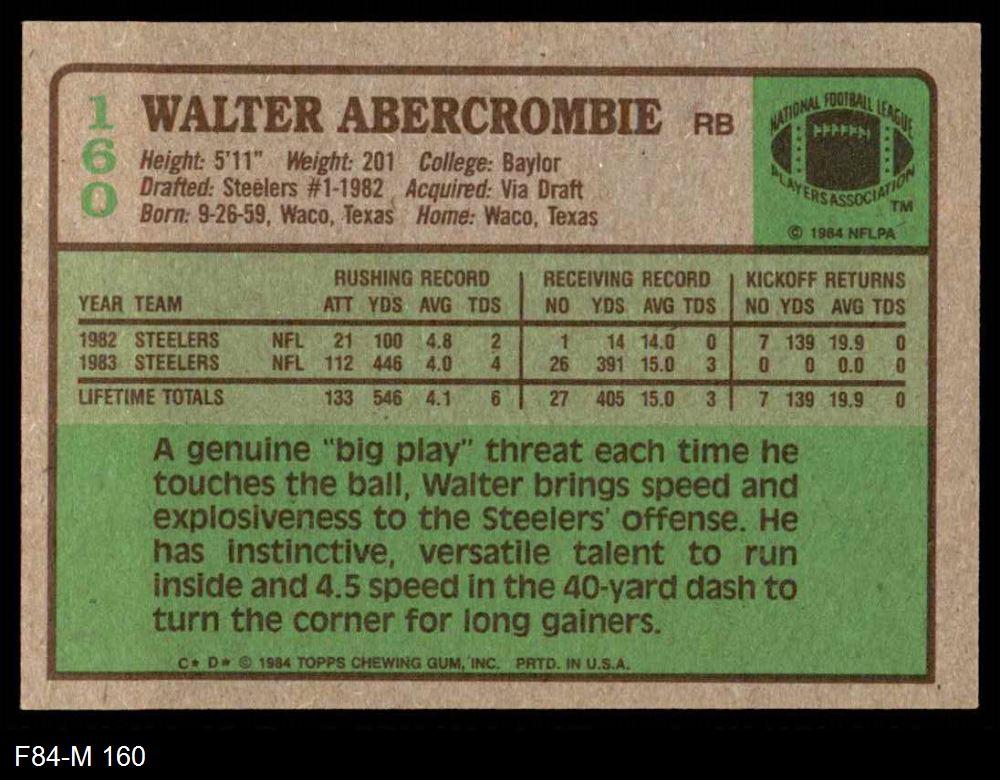 160
WALTER ABERCROMBIE RB
Height: 5'11" Weight: 201 College: Baylor
Drafted: Steelers #1-1982 Acquired: Via Draft
Born: 9-26-59, Waco, Texas Home: Waco, Texas
NATIONAL FOOTBALL LEAGUE
PLAYERS ASSOCIATION
TM
© 1984 NFLPA
RUSHING RECORD RECEIVING RECORD KICKOFF RETURNS
YEAR TEAM ATT YDS AVG TDS NO YDS AVG TDS NO YDS AVG TDS
1982 STEELERS NFL 21 100 4.8 2 1 14 14.0 0 7 139 19.9 0
1983 STEELERS NFL 112 446 4.0 4 26 391 15.0 3 0 0 0.0 0
LIFETIME TOTALS 133 546 4.1 6 27 405 15.0 3 7 139 19.9 0
A genuine "big play" threat each time he
touches the ball, Walter brings speed and
explosiveness to the Steelers' offense. He
has instinctive, versatile talent to run
inside and 4.5 speed in the 40-yard dash to
turn the corner for long gainers.
C* D* © 1984 TOPPS CHEWING GUM, INC. PRTD. IN U.S.A.
F84-M 160